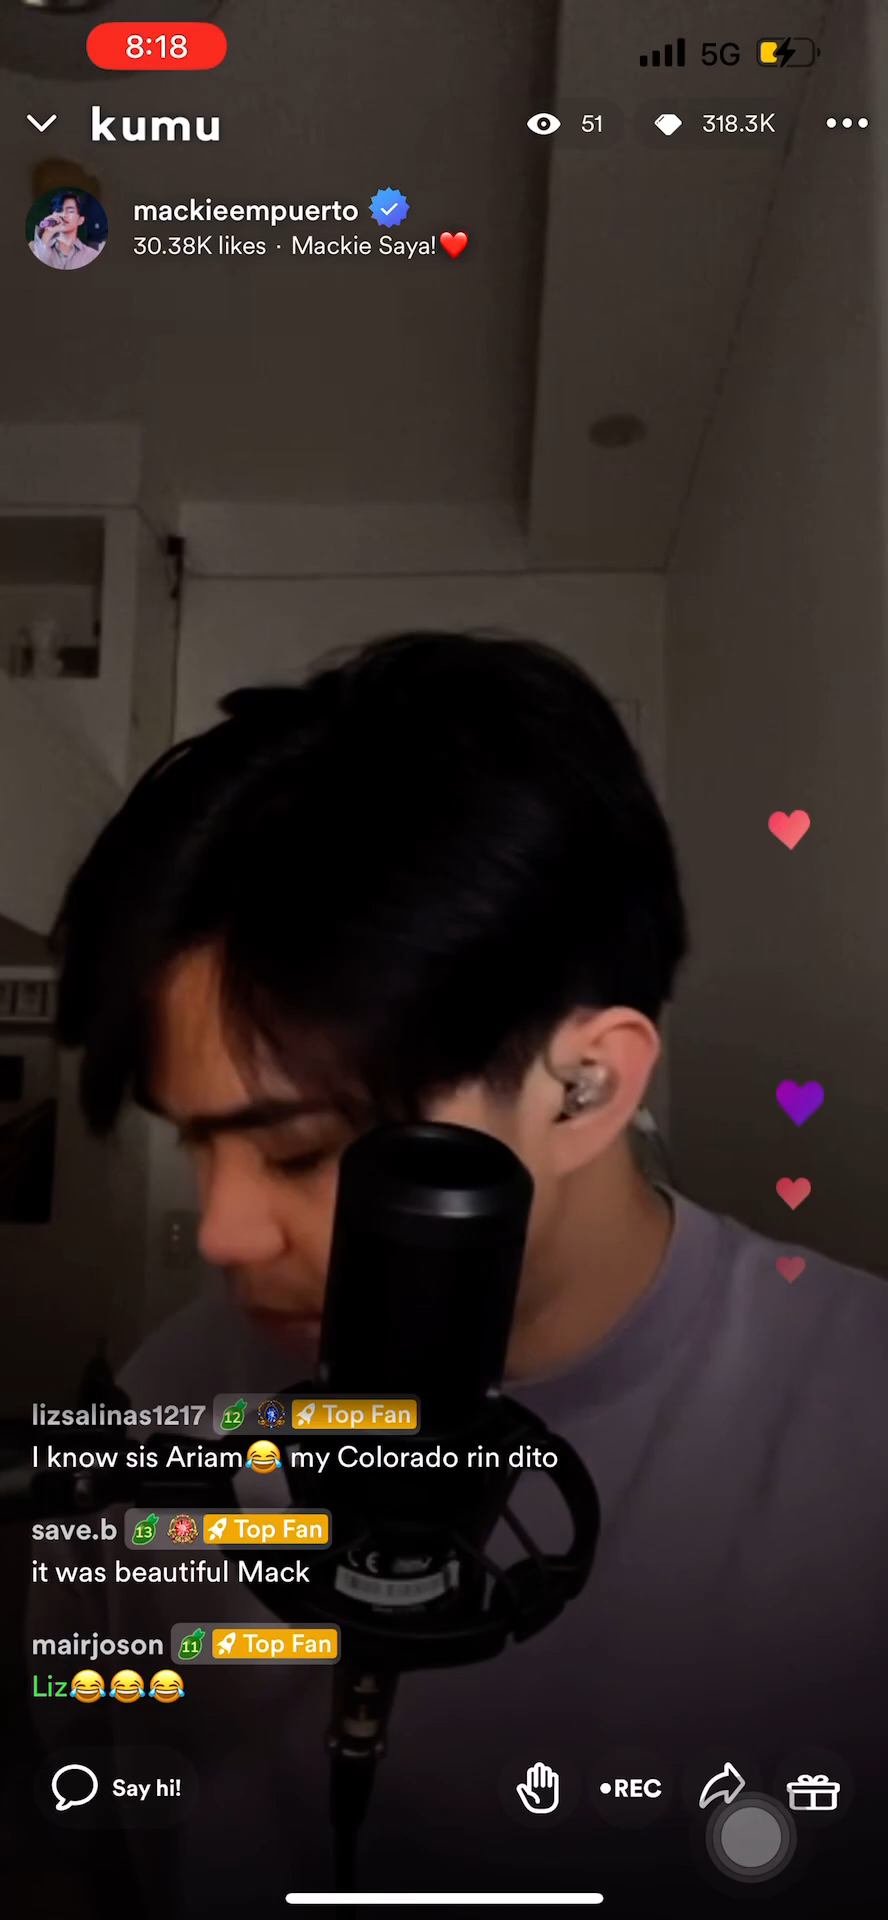 8:18
5G
kumu
51
318.3K
mackieempuerto
30.38K likes · Mackie Saya!❤️
lizsalinas1217 12 Top Fan
I know sis Ariam😂 my Colorado rin dito
save.b 13 Top Fan
it was beautiful Mack
mairjoson 11 Top Fan
Liz😂😂😂
Say hi!
•REC